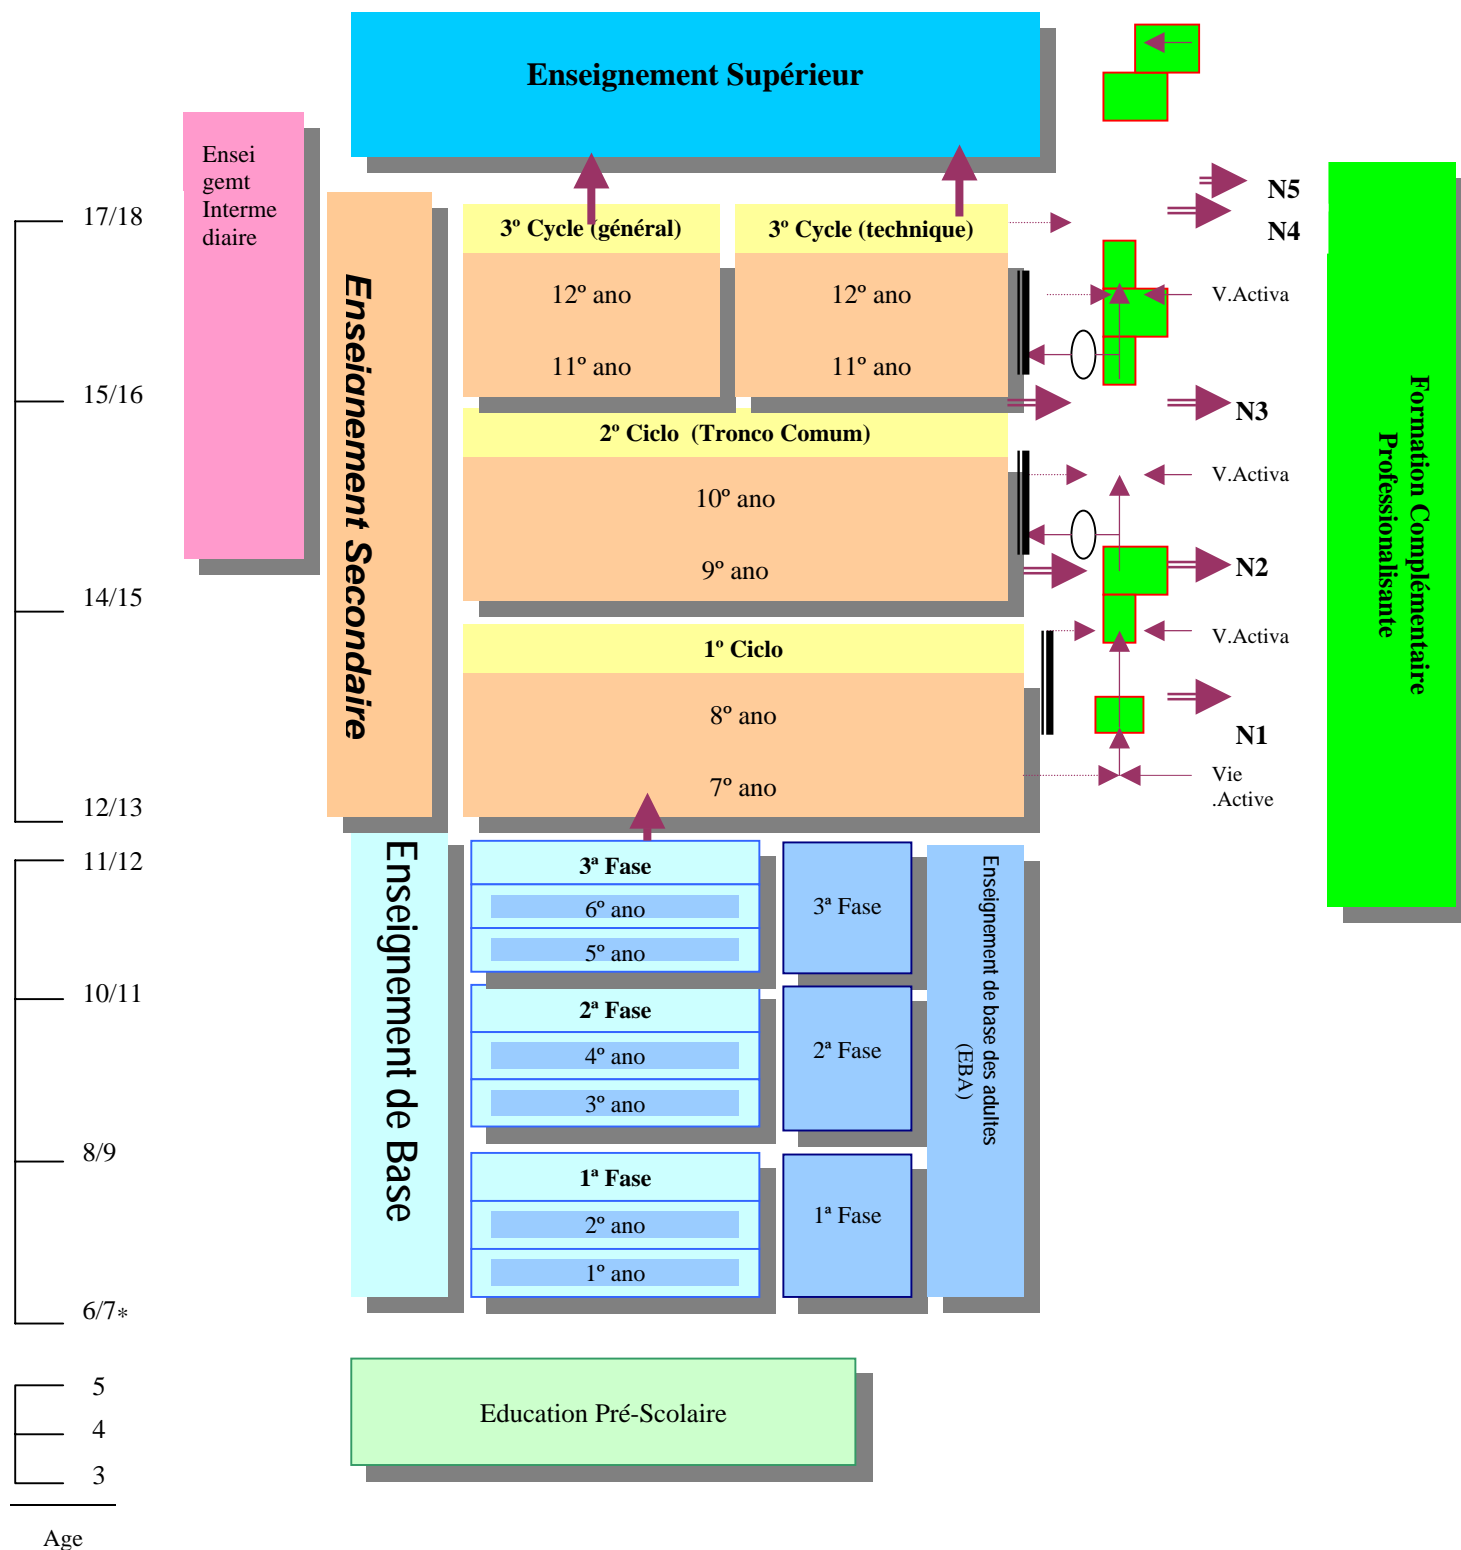 Enseignement Supérieur
Ensei
gemt
Interme
diaire
17/18
15/16
14/15
12/13
11/12
10/11
8/9
6/7*
5
4
3
Age
Enseignement Secondaire
3º Cycle (général)
12º ano
11º ano
3º Cycle (technique)
12º ano
11º ano
2º Ciclo (Tronco Comum)
10º ano
9º ano
1º Ciclo
8º ano
7º ano
N5
N4
V.Activa
N3
V.Activa
N2
V.Activa
N1
Vie
.Active
Formation Complémentaire
Professionalisante
Enseignement de Base
3ª Fase
6º ano
5º ano
2ª Fase
4º ano
3º ano
1ª Fase
2º ano
1º ano
3ª Fase
2ª Fase
1ª Fase
Enseignement de base des adultes
(EBA)
Education Pré-Scolaire